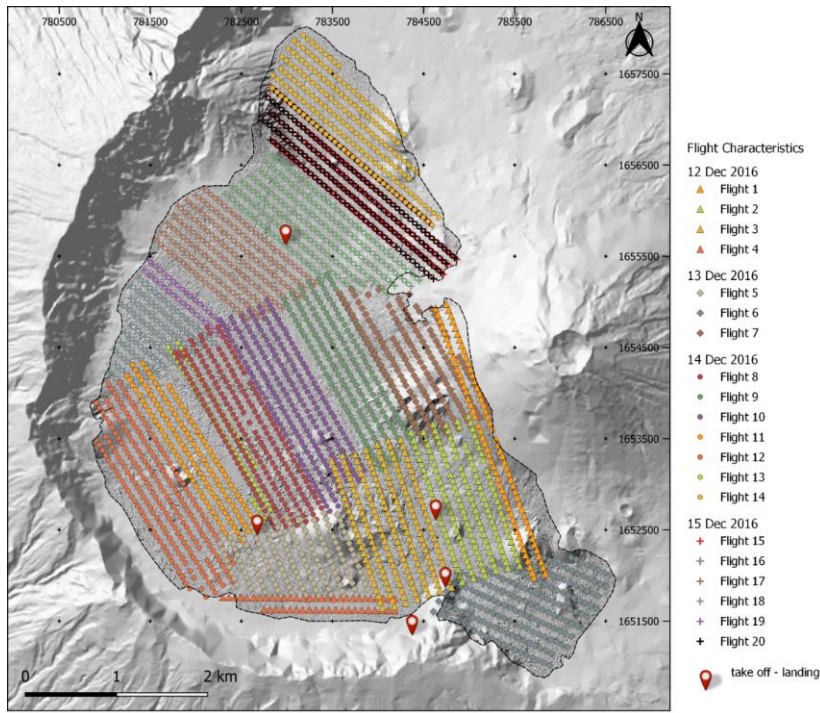 780500 781500 782500 783500 784500 785500 786500
N
1657500
1656500
1655500
1654500
1653500
1652500
1651500
0 1 2 km
Flight Characteristics
12 Dec 2016
Flight 1
Flight 2
Flight 3
Flight 4
13 Dec 2016
Flight 5
Flight 6
Flight 7
14 Dec 2016
Flight 8
Flight 9
Flight 10
Flight 11
Flight 12
Flight 13
Flight 14
15 Dec 2016
Flight 15
Flight 16
Flight 17
Flight 18
Flight 19
Flight 20
take off - landing